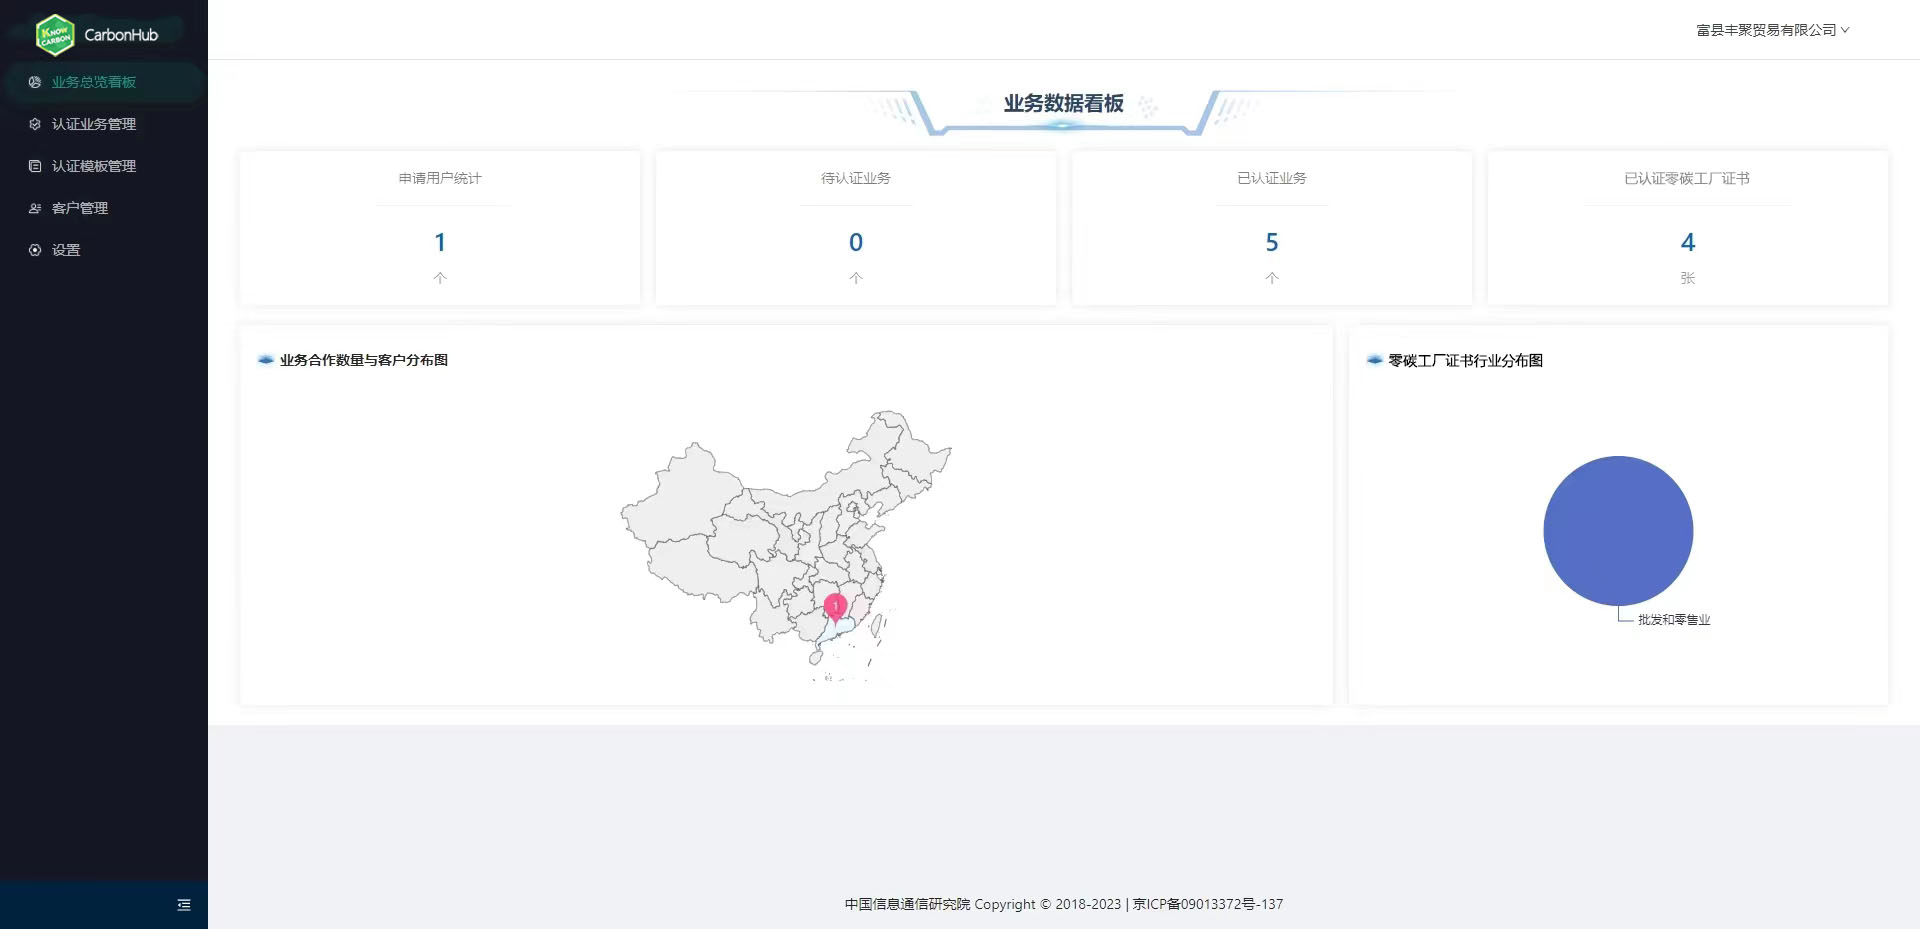 KNOW
CARBON
CarbonHub
富县丰聚贸易有限公司
业务总览看板
认证业务管理
认证模板管理
客户管理
设置
业务数据看板
申请用户统计
1
个
待认证业务
0
个
已认证业务
5
个
已认证零碳工厂证书
4
张
业务合作数量与客户分布图
1
零碳工厂证书行业分布图
批发和零售业
中国信息通信研究院 Copyright © 2018-2023 | 京ICP备09013372号-137